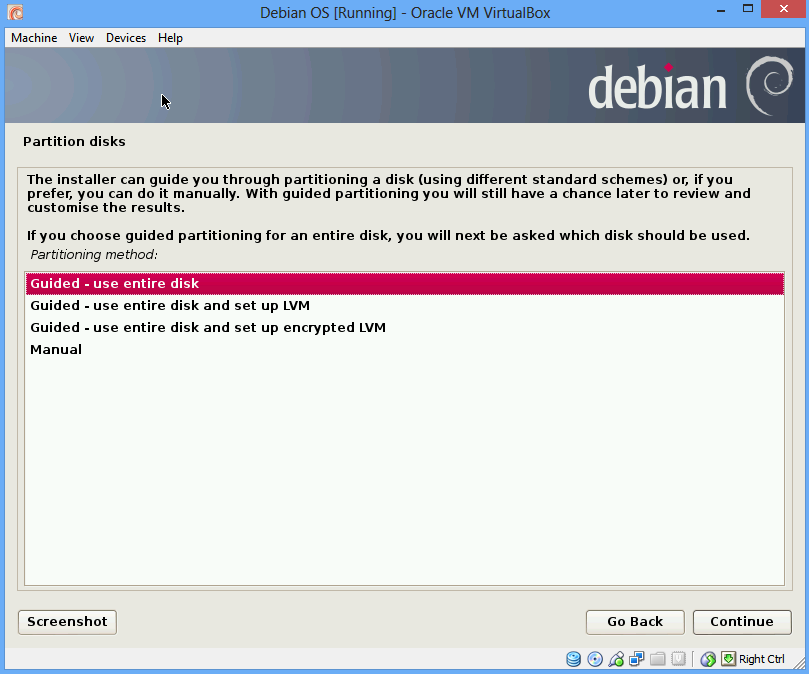 Debian OS [Running] - Oracle VM VirtualBox
Machine View Devices Help
debian
Partition disks
The installer can guide you through partitioning a disk (using different standard schemes) or, if you
prefer, you can do it manually. With guided partitioning you will still have a chance later to review and
customise the results.
If you choose guided partitioning for an entire disk, you will next be asked which disk should be used.
Partitioning method:
Guided - use entire disk
Guided - use entire disk and set up LVM
Guided - use entire disk and set up encrypted LVM
Manual
Screenshot Go Back Continue
Right Ctrl